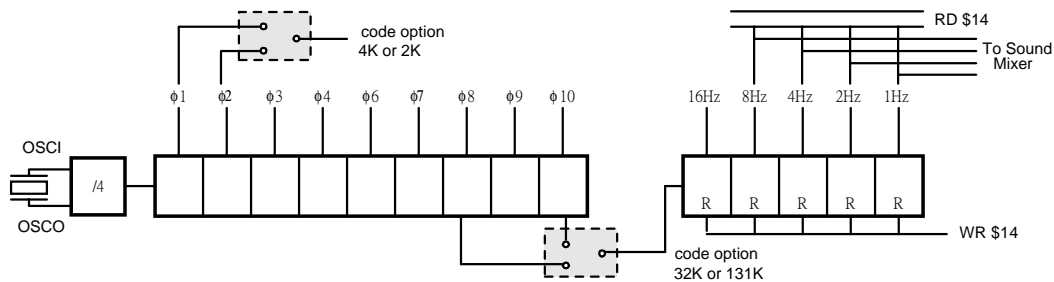 RD $14
code option
4K or 2K
To Sound
Mixer
ϕ1 ϕ2 ϕ3 ϕ4 ϕ6 ϕ7 ϕ8 ϕ9 ϕ10
16Hz 8Hz 4Hz 2Hz 1Hz
OSCI
/4
OSCO
R R R R R
WR $14
code option
32K or 131K